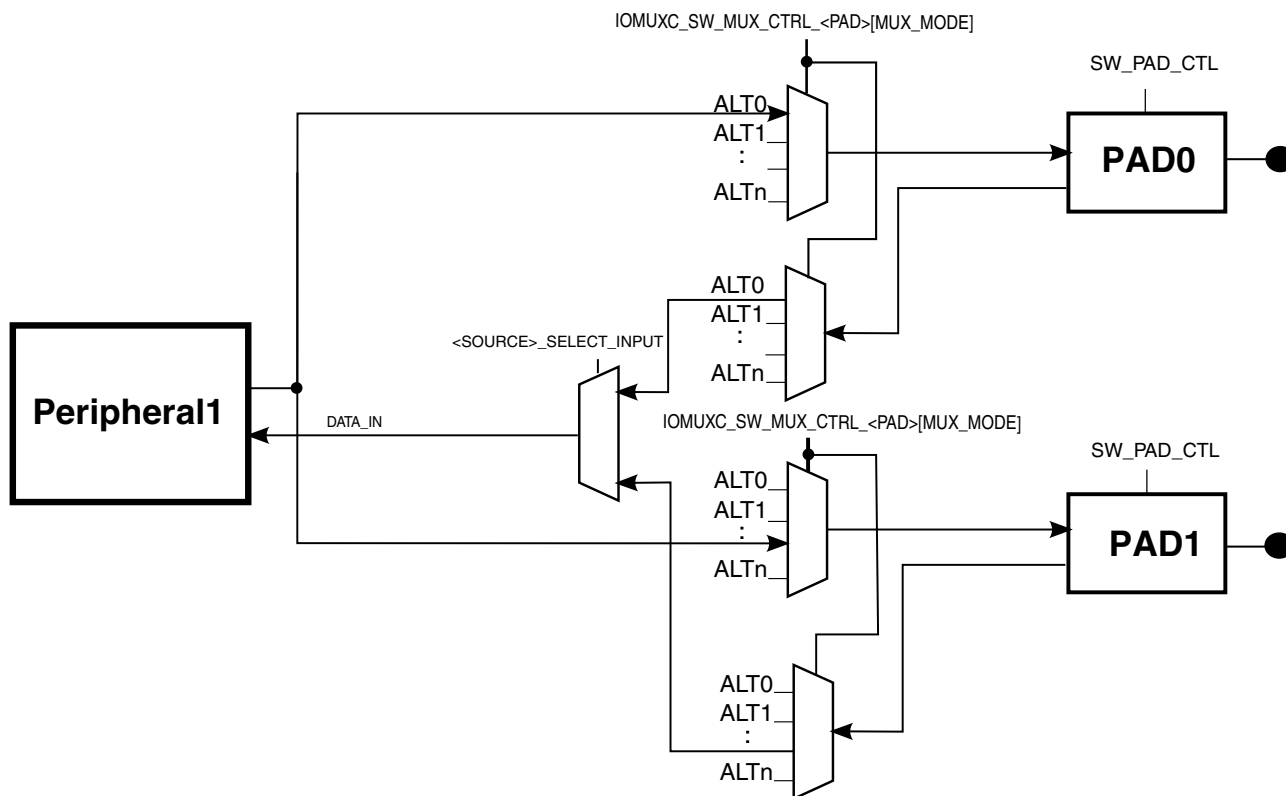 IOMUXC_SW_MUX_CTRL_<PAD>[MUX_MODE]
SW_PAD_CTL
ALT0
ALT1
:
ALTn
PAD0
ALT0
ALT1
:
ALTn
<SOURCE>_SELECT_INPUT
Peripheral1
DATA_IN
IOMUXC_SW_MUX_CTRL_<PAD>[MUX_MODE]
SW_PAD_CTL
ALT0
ALT1
:
ALTn
PAD1
ALT0
ALT1
:
ALTn